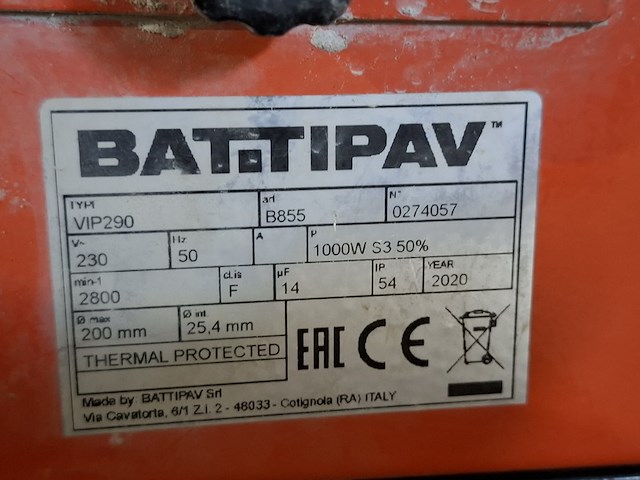 BATTIPAV™
TYPE art N°
VIP290 B855 0274057
V~ Hz A P
230 50 1000W S3 50%
min-1 cl.is µF IP YEAR
2800 F 14 54 2020
Ø max Ø int.
200 mm 25,4 mm
THERMAL PROTECTED
EAC CE
Made by: BATTIPAV Srl
Via Cavatorta, 6/1 Z.i. 2 - 48033 - Cotignola (RA) ITALY